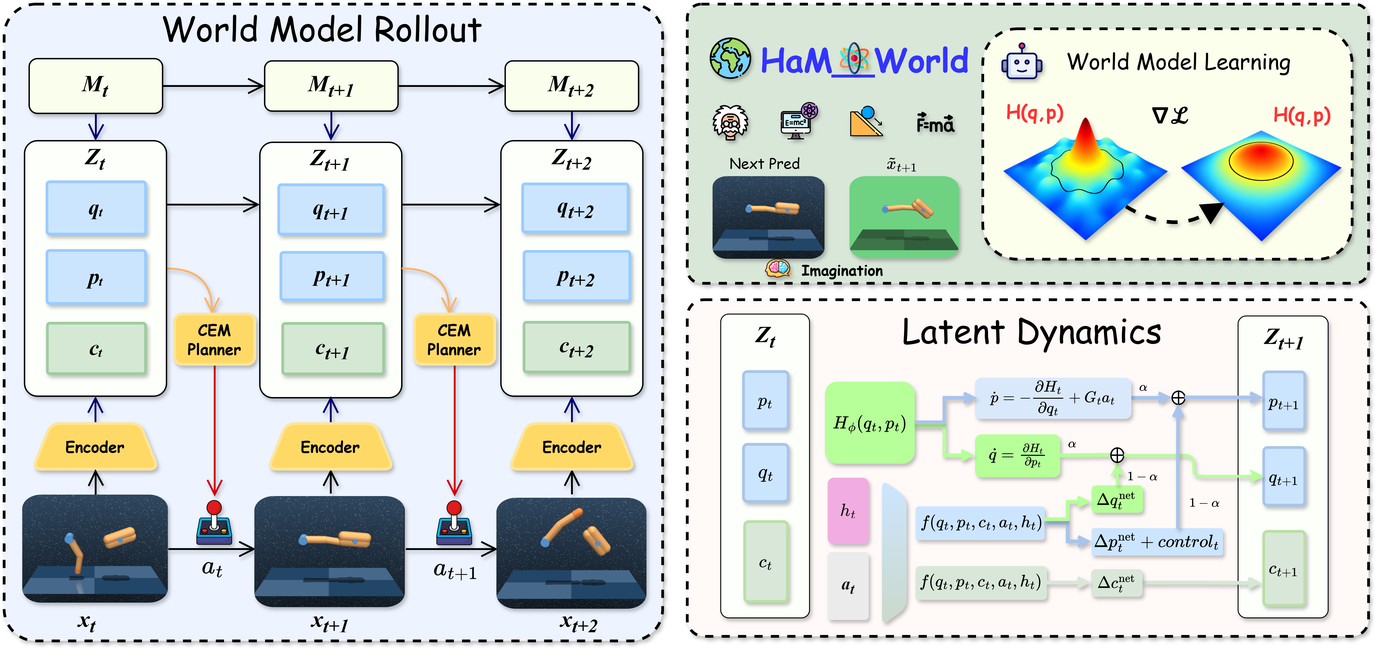 World Model Rollout
M_t
M_{t+1}
M_{t+2}
Z_t
Z_{t+1}
Z_{t+2}
q_t
q_{t+1}
q_{t+2}
p_t
p_{t+1}
p_{t+2}
CEM
Planner
CEM
Planner
c_t
c_{t+1}
c_{t+2}
Encoder
Encoder
Encoder
a_t
a_{t+1}
x_t
x_{t+1}
x_{t+2}
HaM_World
E=mc²
F⃗=ma⃗
Next Pred
x̃_{t+1}
Imagination
World Model Learning
H(q,p)
∇ℒ
H(q,p)
Latent Dynamics
Z_t
p_t
q_t
c_t
H_ϕ(q_t, p_t)
h_t
a_t
ṗ = −∂H_t/∂q_t + G_t a_t
α
⊕
q̇ = ∂H_t/∂p_t
α
⊕
1 − α
1 − α
f(q_t, p_t, c_t, a_t, h_t)
Δq_t^{net}
Δp_t^{net} + control_t
f(q_t, p_t, c_t, a_t, h_t)
Δc_t^{net}
Z_{t+1}
p_{t+1}
q_{t+1}
c_{t+1}